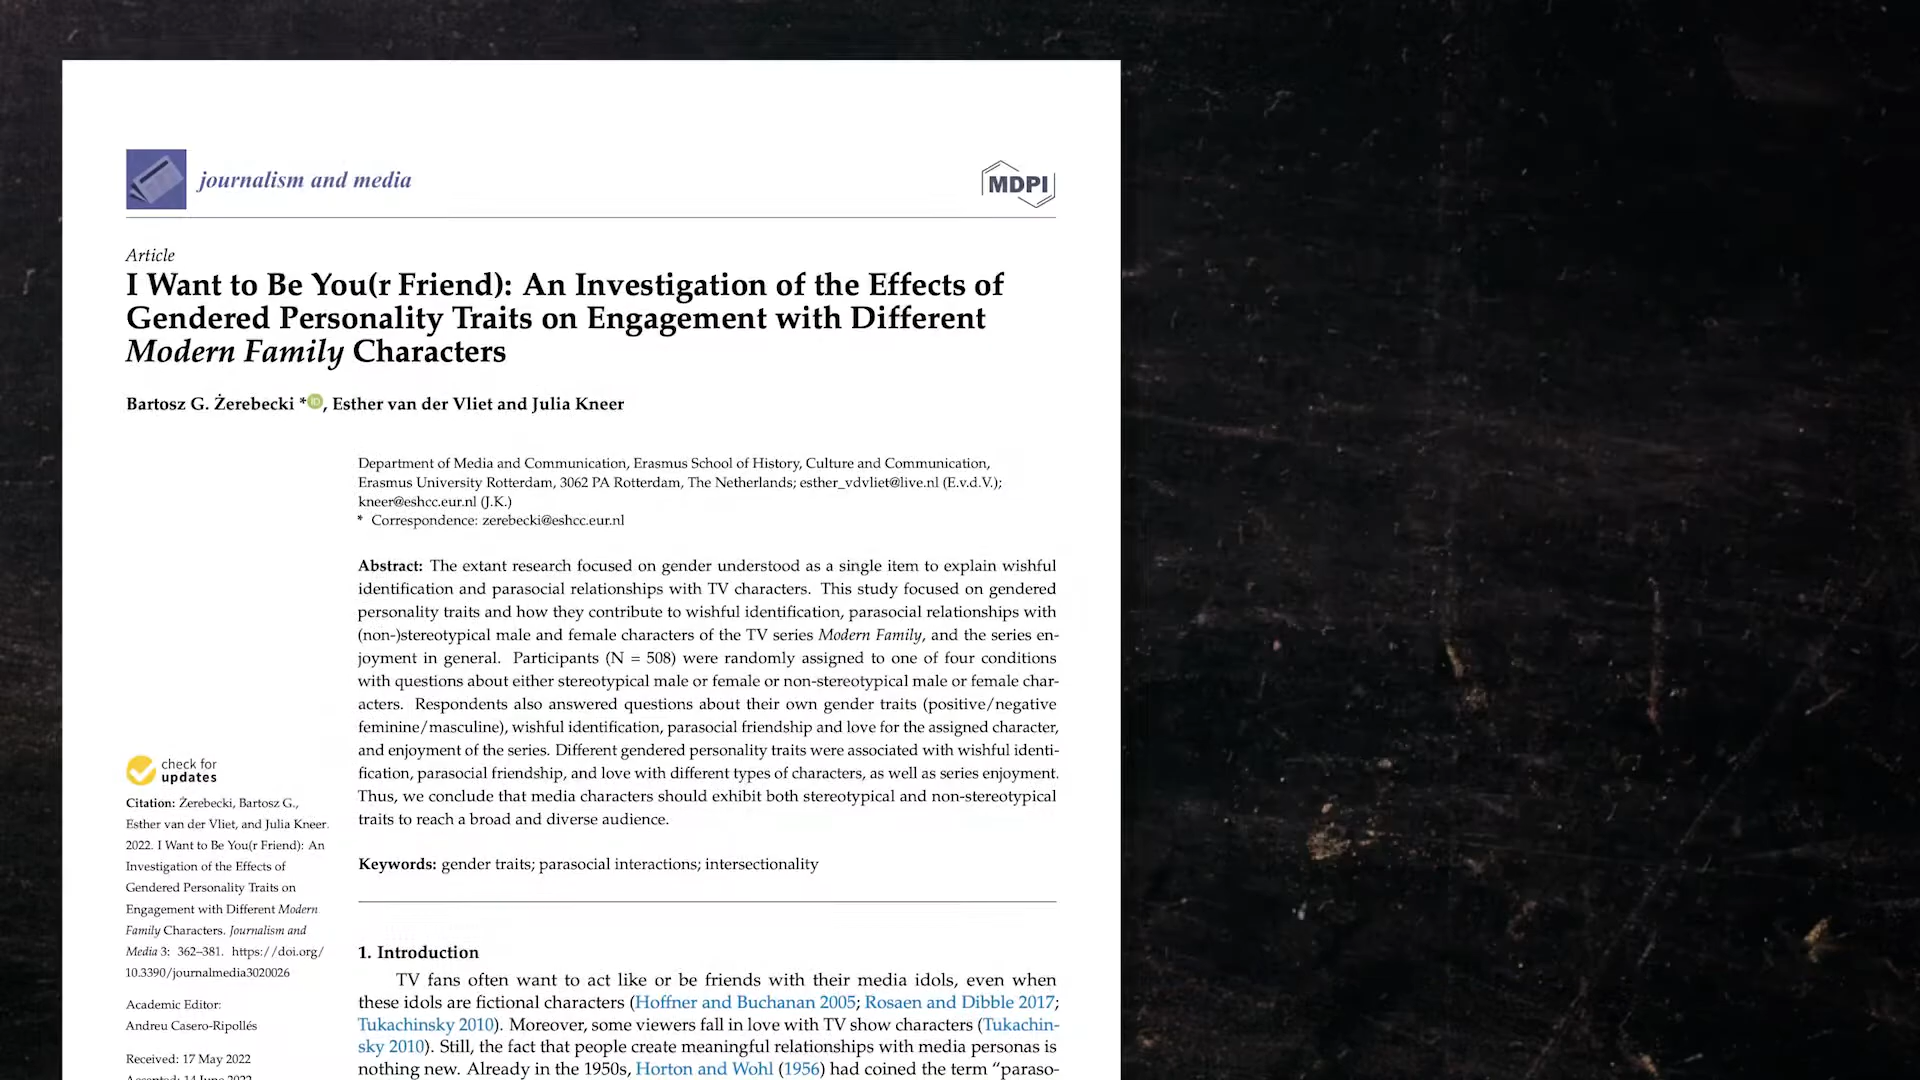 journalism and media
MDPI
Article
I Want to Be You(r Friend): An Investigation of the Effects of
Gendered Personality Traits on Engagement with Different
Modern Family Characters
Bartosz G. Żerebecki * iD, Esther van der Vliet and Julia Kneer
Department of Media and Communication, Erasmus School of History, Culture and Communication,
Erasmus University Rotterdam, 3062 PA Rotterdam, The Netherlands; esther_vdvliet@live.nl (E.v.d.V.);
kneer@eshcc.eur.nl (J.K.)
* Correspondence: zerebecki@eshcc.eur.nl
Abstract: The extant research focused on gender understood as a single item to explain wishful
identification and parasocial relationships with TV characters. This study focused on gendered
personality traits and how they contribute to wishful identification, parasocial relationships with
(non-)stereotypical male and female characters of the TV series Modern Family, and the series en-
joyment in general. Participants (N = 508) were randomly assigned to one of four conditions
with questions about either stereotypical male or female or non-stereotypical male or female char-
acters. Respondents also answered questions about their own gender traits (positive/negative
feminine/masculine), wishful identification, parasocial friendship and love for the assigned character,
and enjoyment of the series. Different gendered personality traits were associated with wishful identi-
fication, parasocial friendship, and love with different types of characters, as well as series enjoyment.
Thus, we conclude that media characters should exhibit both stereotypical and non-stereotypical
traits to reach a broad and diverse audience.
Keywords: gender traits; parasocial interactions; intersectionality
check for
updates
Citation: Żerebecki, Bartosz G.,
Esther van der Vliet, and Julia Kneer.
2022. I Want to Be You(r Friend): An
Investigation of the Effects of
Gendered Personality Traits on
Engagement with Different Modern
Family Characters. Journalism and
Media 3: 362–381. https://doi.org/
10.3390/journalmedia3020026
Academic Editor:
Andreu Casero-Ripollés
Received: 17 May 2022
Accepted: 14 June 2022
1. Introduction
TV fans often want to act like or be friends with their media idols, even when
these idols are fictional characters (Hoffner and Buchanan 2005; Rosaen and Dibble 2017;
Tukachinsky 2010). Moreover, some viewers fall in love with TV show characters (Tukachin-
sky 2010). Still, the fact that people create meaningful relationships with media personas is
nothing new. Already in the 1950s, Horton and Wohl (1956) had coined the term “paraso-